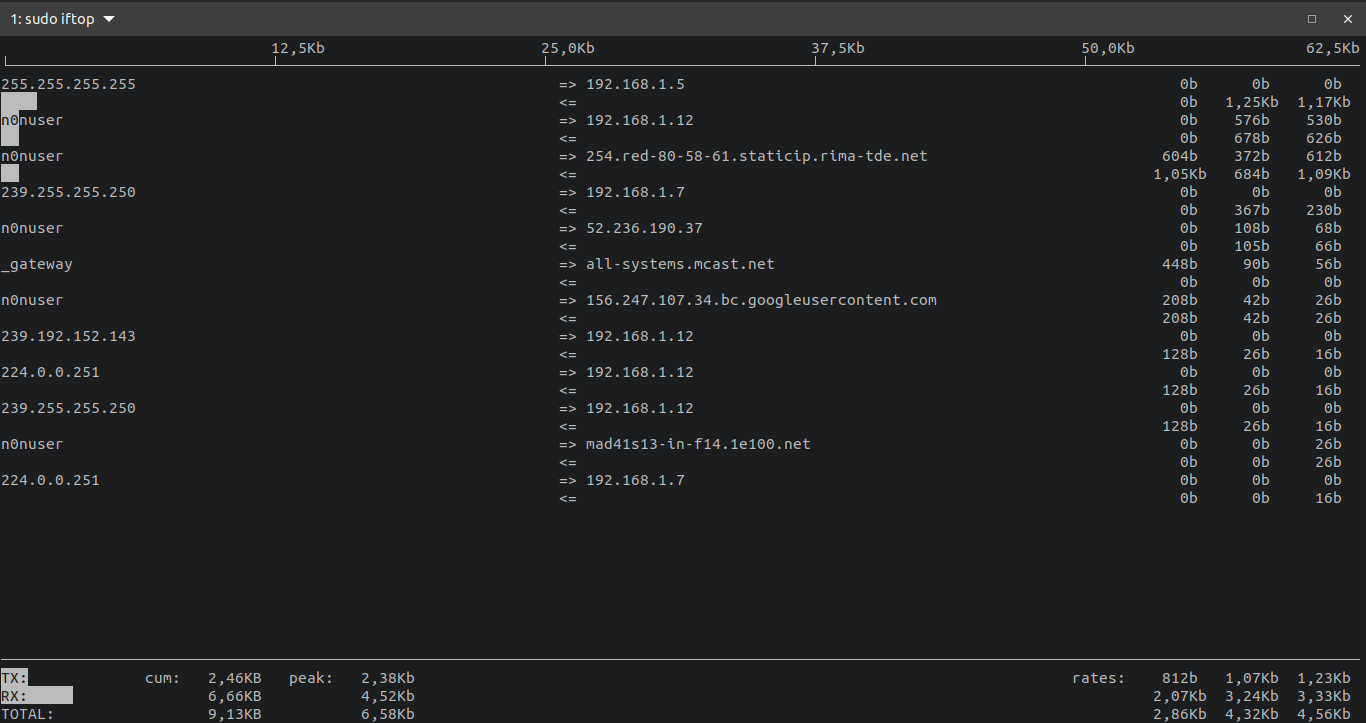 1: sudo iftop
12,5Kb 25,0Kb 37,5Kb 50,0Kb 62,5Kb
255.255.255.255 => 192.168.1.5 0b 0b 0b
<= 0b 1,25Kb 1,17Kb
n0nuser => 192.168.1.12 0b 576b 530b
<= 0b 678b 626b
n0nuser => 254.red-80-58-61.staticip.rima-tde.net 604b 372b 612b
<= 1,05Kb 684b 1,09Kb
239.255.255.250 => 192.168.1.7 0b 0b 0b
<= 0b 367b 230b
n0nuser => 52.236.190.37 0b 108b 68b
<= 0b 105b 66b
_gateway => all-systems.mcast.net 448b 90b 56b
<= 0b 0b 0b
n0nuser => 156.247.107.34.bc.googleusercontent.com 208b 42b 26b
<= 208b 42b 26b
239.192.152.143 => 192.168.1.12 0b 0b 0b
<= 128b 26b 16b
224.0.0.251 => 192.168.1.12 0b 0b 0b
<= 128b 26b 16b
239.255.255.250 => 192.168.1.12 0b 0b 0b
<= 128b 26b 16b
n0nuser => mad41s13-in-f14.1e100.net 0b 0b 26b
<= 0b 0b 26b
224.0.0.251 => 192.168.1.7 0b 0b 0b
<= 0b 0b 16b
TX: cum: 2,46KB peak: 2,38Kb rates: 812b 1,07Kb 1,23Kb
RX: 6,66KB 4,52Kb 2,07Kb 3,24Kb 3,33Kb
TOTAL: 9,13KB 6,58Kb 2,86Kb 4,32Kb 4,56Kb